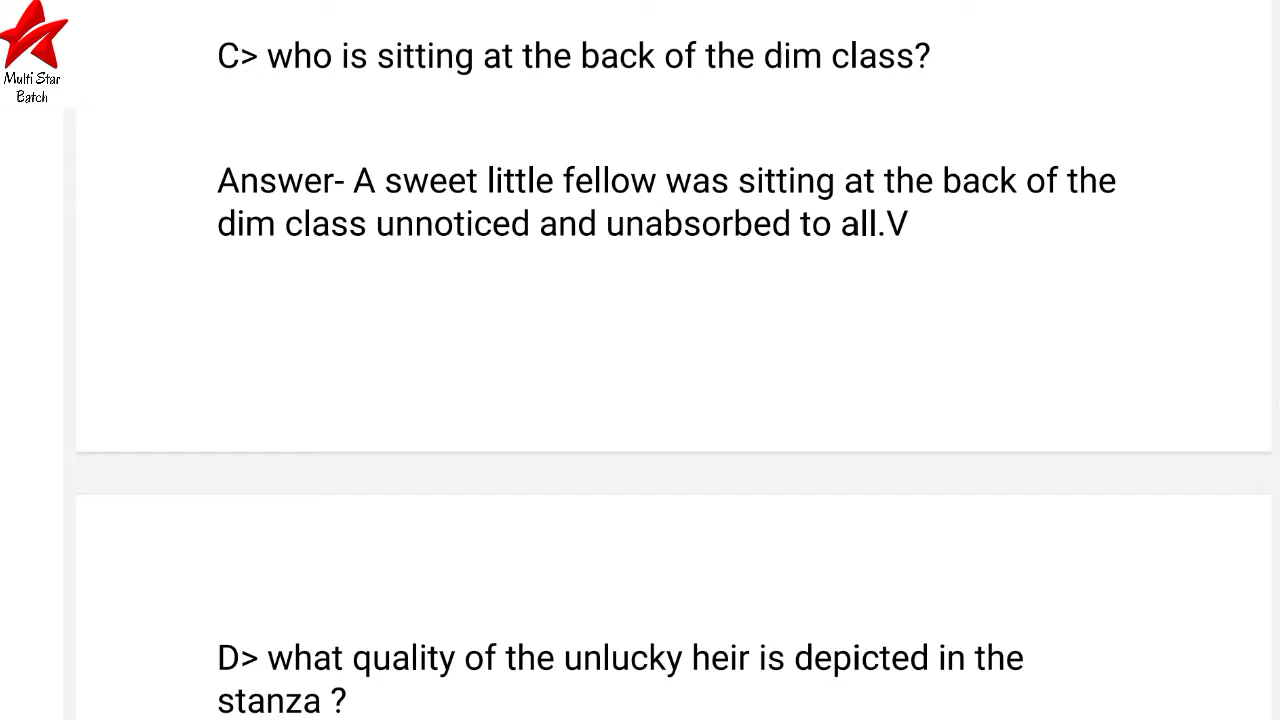 Multi Star
Batch
C> who is sitting at the back of the dim class?
Answer- A sweet little fellow was sitting at the back of the
dim class unnoticed and unabsorbed to all.V
D> what quality of the unlucky heir is depicted in the
stanza ?